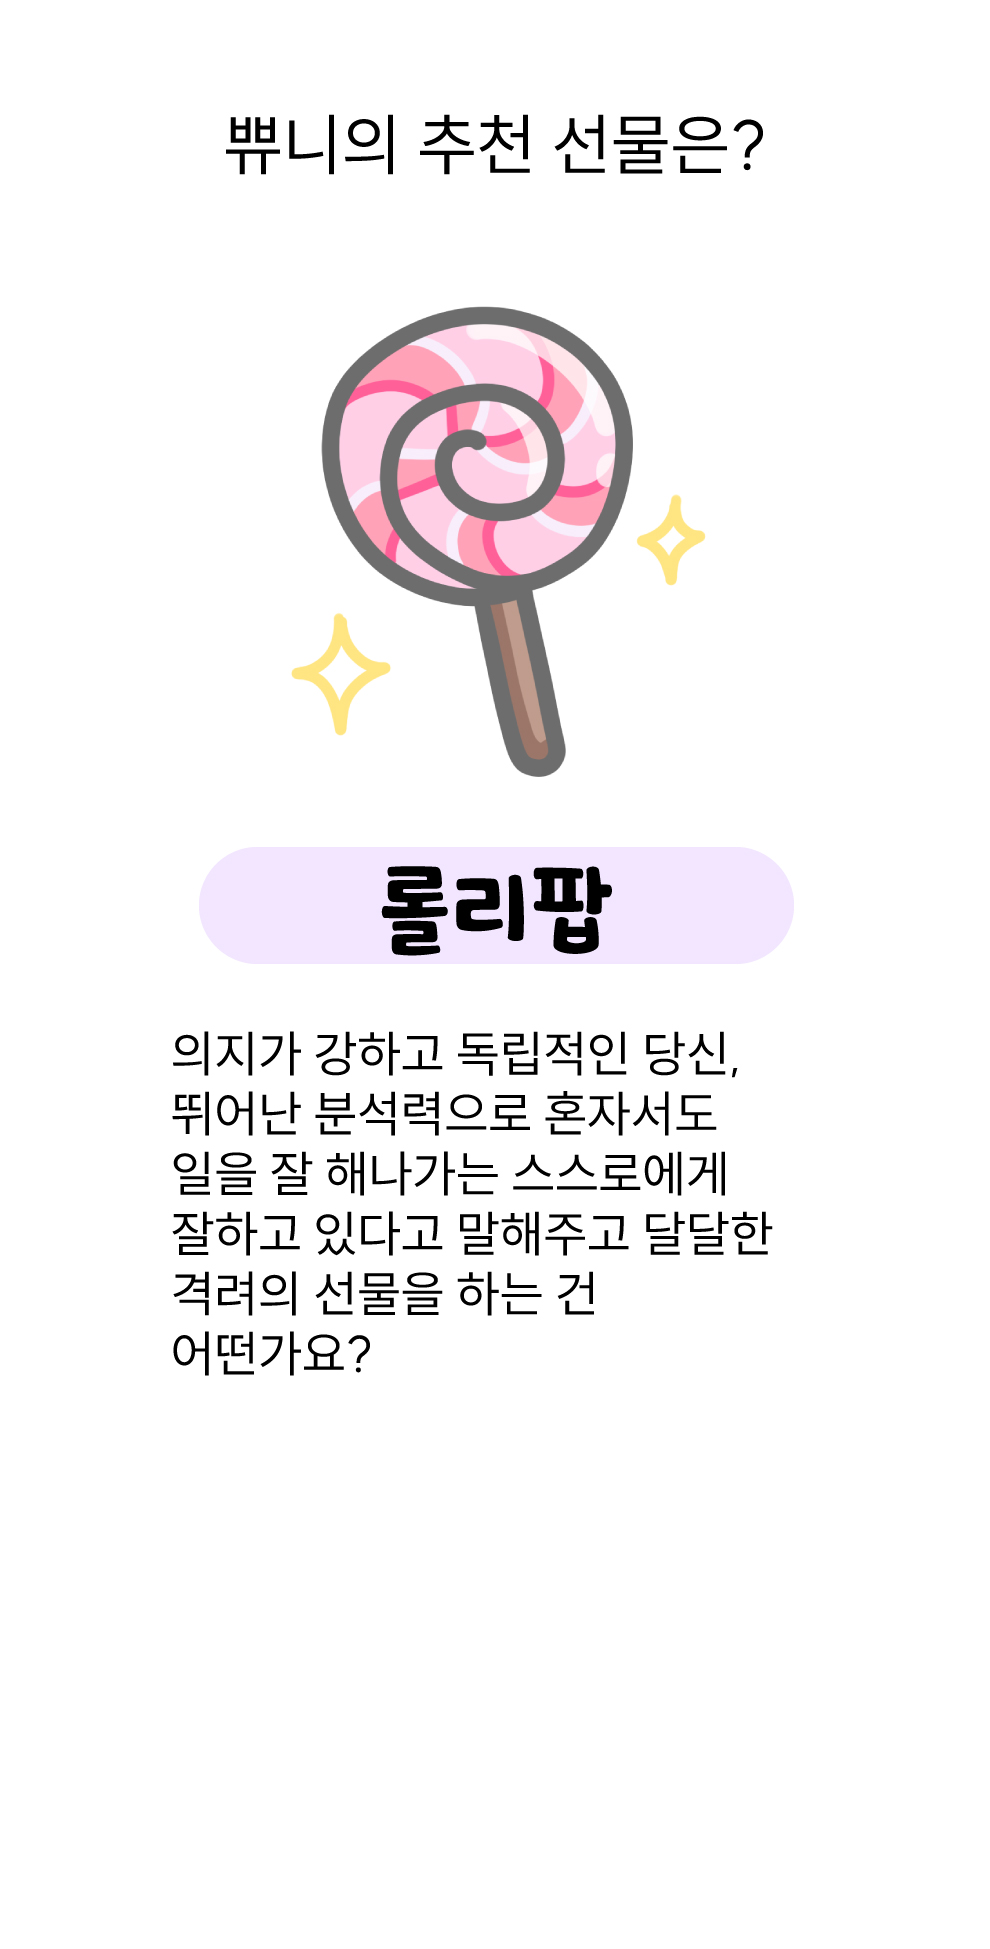 쀼니의 추천 선물은?
롤리팝
의지가 강하고 독립적인 당신,
뛰어난 분석력으로 혼자서도
일을 잘 해나가는 스스로에게
잘하고 있다고 말해주고 달달한
격려의 선물을 하는 건
어떤가요?